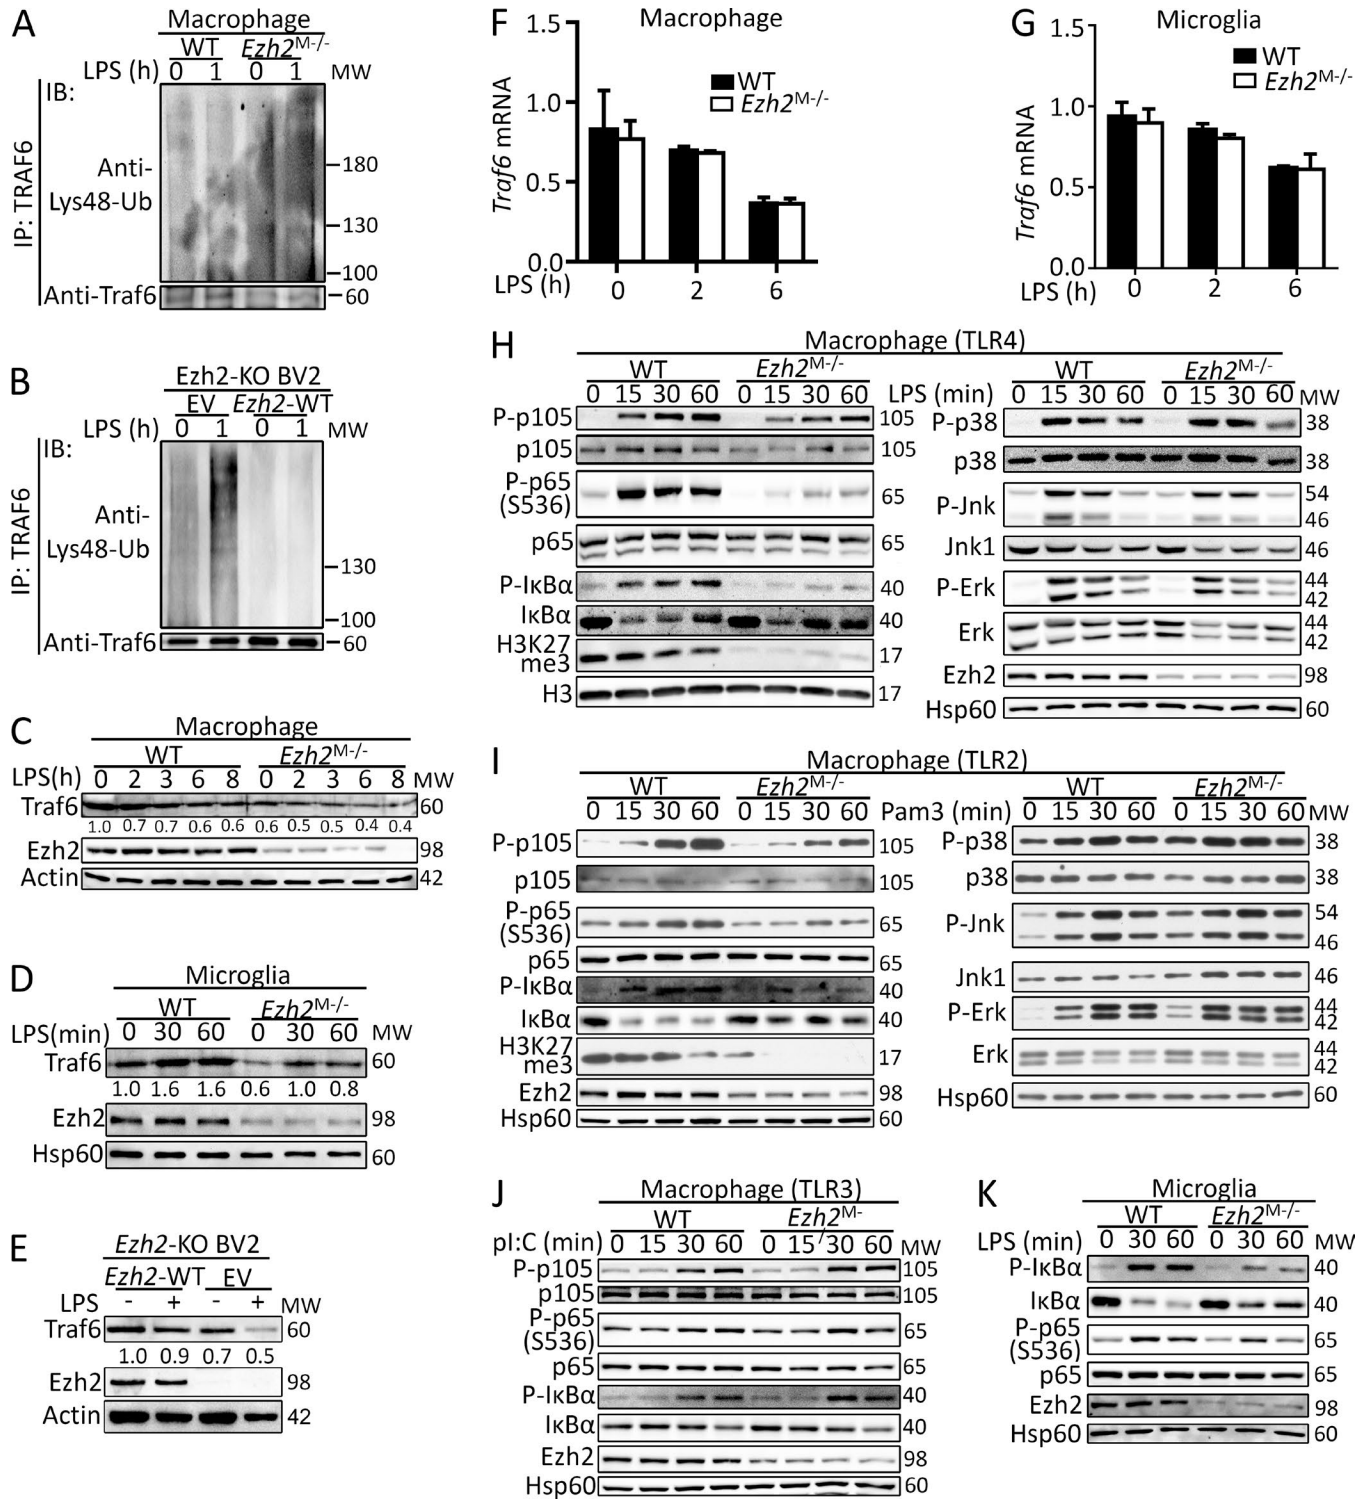 A
Macrophage
WT Ezh2M-/-
LPS (h) 0 1 0 1 MW
IB:
IP: TRAF6
Anti-
Lys48-Ub
180
130
100
Anti-Traf6 60
B
Ezh2-KO BV2
EV Ezh2-WT
LPS (h) 0 1 0 1 MW
IB:
IP: TRAF6
Anti-
Lys48-Ub
130
100
Anti-Traf6 60
C
Macrophage
WT Ezh2M-/-
LPS(h) 0 2 3 6 8 0 2 3 6 8 MW
Traf6 60
1.0 0.7 0.7 0.6 0.6 0.6 0.5 0.5 0.4 0.4
Ezh2 98
Actin 42
D
Microglia
WT Ezh2M-/-
LPS(min) 0 30 60 0 30 60 MW
Traf6 60
1.0 1.6 1.6 0.6 1.0 0.8
Ezh2 98
Hsp60 60
E
Ezh2-KO BV2
Ezh2-WT EV
LPS - + - + MW
Traf6 60
1.0 0.9 0.7 0.5
Ezh2 98
Actin 42
F
Macrophage
1.5
1.0
0.5
0.0
Traf6 mRNA
WT
Ezh2M-/-
LPS (h) 0 2 6
G
Microglia
1.5
1.0
0.5
0.0
Traf6 mRNA
WT
Ezh2M-/-
LPS (h) 0 2 6
H
Macrophage (TLR4)
WT Ezh2M-/- WT Ezh2M-/-
0 15 30 60 0 15 30 60 LPS (min) 0 15 30 60 0 15 30 60 MW
P-p105 105
p105 105
P-p65
(S536) 65
p65 65
P-IκBα 40
IκBα 40
H3K27
me3 17
H3 17
P-p38 38
p38 38
P-Jnk 54
46
Jnk1 46
P-Erk 44
42
Erk 44
42
Ezh2 98
Hsp60 60
I
Macrophage (TLR2)
WT Ezh2M-/- WT Ezh2M-/-
0 15 30 60 0 15 30 60 Pam3 (min) 0 15 30 60 0 15 30 60 MW
P-p105 105
p105 105
P-p65
(S536) 65
p65 65
P-IκBα 40
IκBα 40
H3K27
me3 17
Ezh2 98
Hsp60 60
P-p38 38
p38 38
P-Jnk 54
46
Jnk1 46
P-Erk 44
42
Erk 44
42
Hsp60 60
J
Macrophage (TLR3)
WT Ezh2M-
/-
pI:C (min) 0 15 30 60 0 15 30 60 MW
P-p105 105
p105 105
P-p65
(S536) 65
p65 65
P-IκBα 40
IκBα 40
Ezh2 98
Hsp60 60
K
Microglia
WT Ezh2M-/-
LPS (min) 0 30 60 0 30 60 MW
P-IκBα 40
IκBα 40
P-p65
(S536) 65
p65 65
Ezh2 98
Hsp60 60